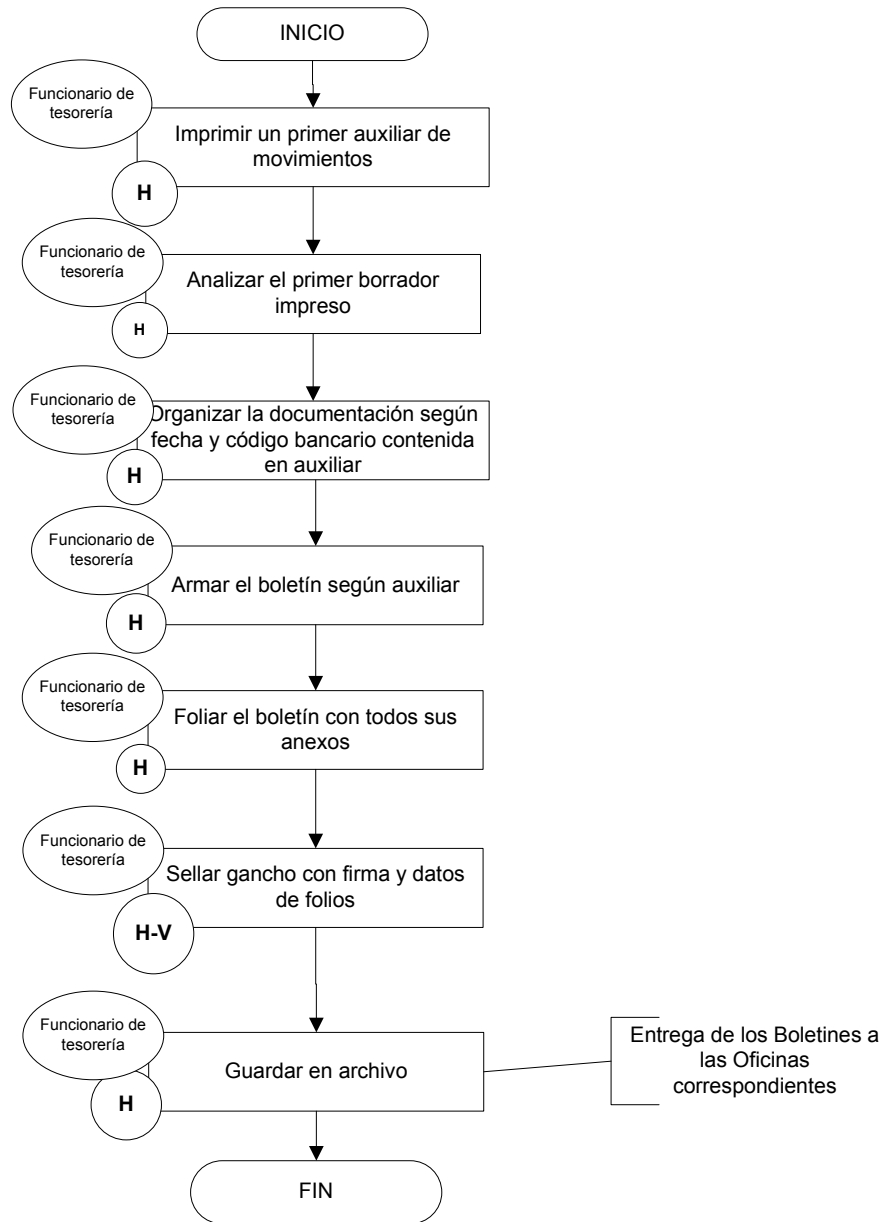 INICIO
Funcionario de
tesorería
Imprimir un primer auxiliar de
movimientos
H
Funcionario de
tesorería
Analizar el primer borrador
impreso
H
Funcionario de
tesorería
Organizar la documentación según
fecha y código bancario contenida
en auxiliar
H
Funcionario de
tesorería
Armar el boletín según auxiliar
H
Funcionario de
tesorería
Foliar el boletín con todos sus
anexos
H
Funcionario de
tesorería
Sellar gancho con firma y datos
de folios
H-V
Funcionario de
tesorería
Guardar en archivo
H
Entrega de los Boletines a
las Oficinas
correspondientes
FIN